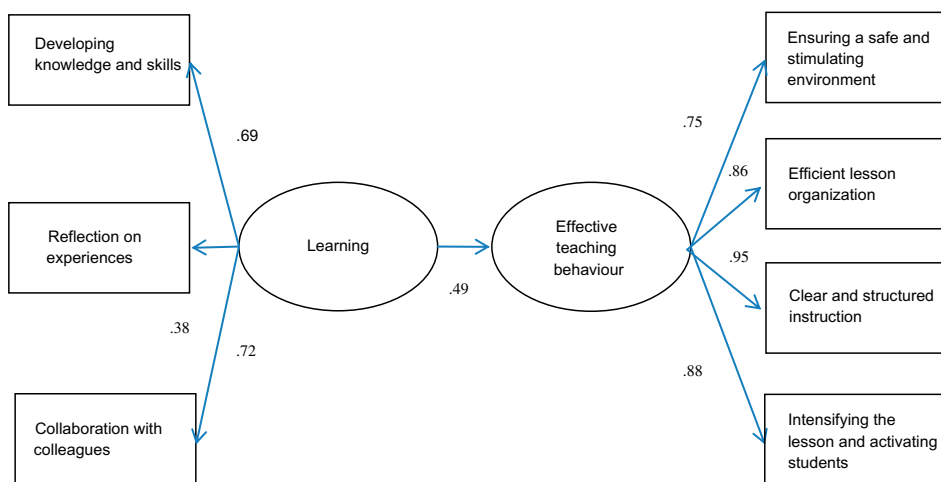 Developing
knowledge and skills
.69
Reflection on
experiences
.38
.72
Collaboration with
colleagues
Learning
.49
Effective
teaching
behaviour
.75
.86
.95
.88
Ensuring a safe and
stimulating
environment
Efficient lesson
organization
Clear and structured
instruction
Intensifying the
lesson and activating
students